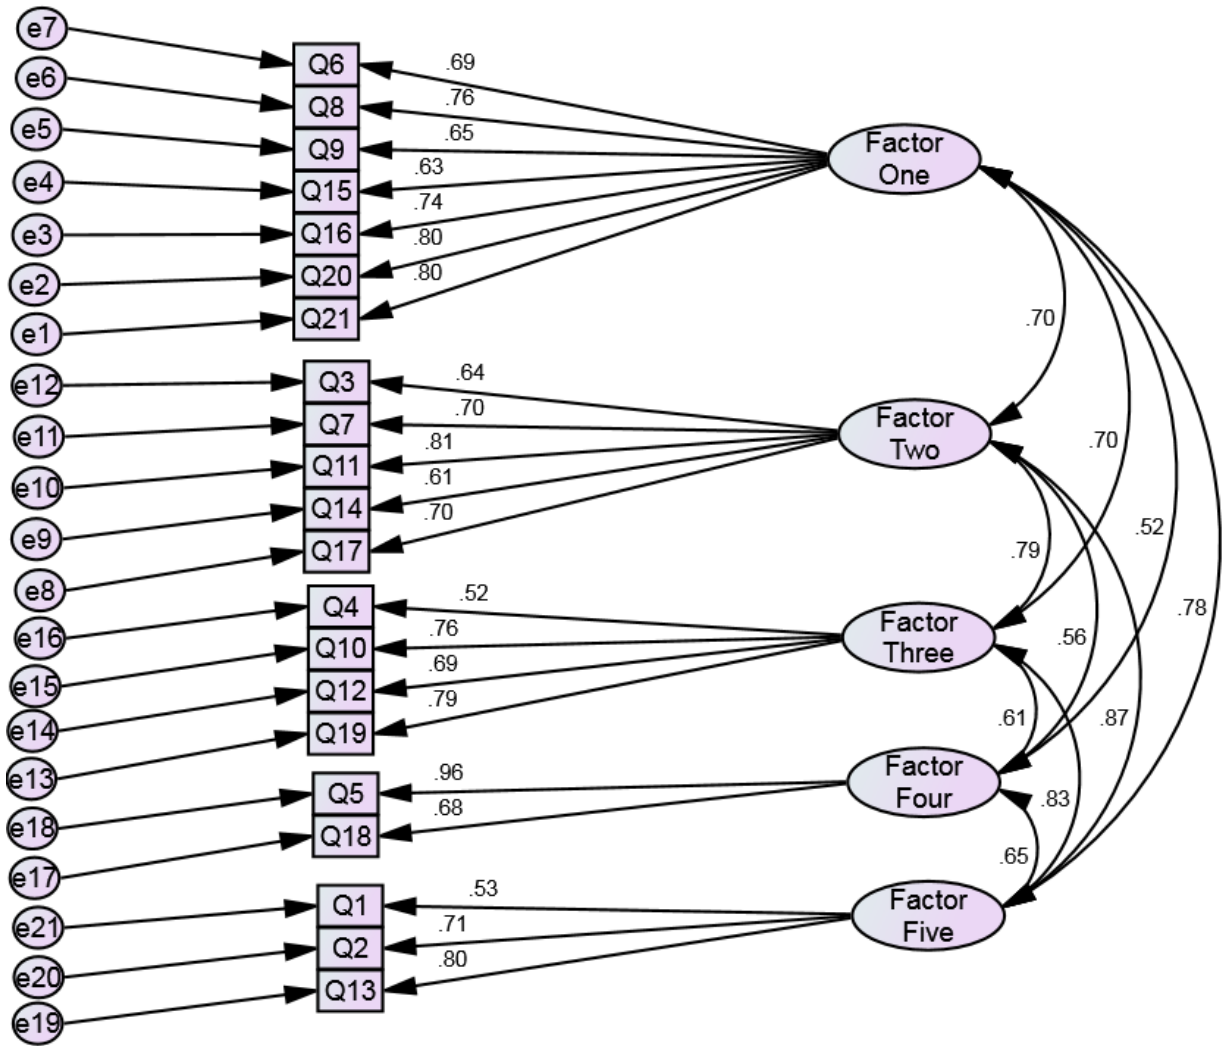 e7
e6
e5
e4
e3
e2
e1
e12
e11
e10
e9
e8
e16
e15
e14
e13
e18
e17
e21
e20
e19
Q6
Q8
Q9
Q15
Q16
Q20
Q21
Q3
Q7
Q11
Q14
Q17
Q4
Q10
Q12
Q19
Q5
Q18
Q1
Q2
Q13
.69
.76
.65
.63
.74
.80
.80
.64
.70
.81
.61
.70
.52
.76
.69
.79
.96
.68
.53
.71
.80
Factor
One
Factor
Two
Factor
Three
Factor
Four
Factor
Five
.70
.70
.52
.78
.79
.56
.87
.61
.83
.65